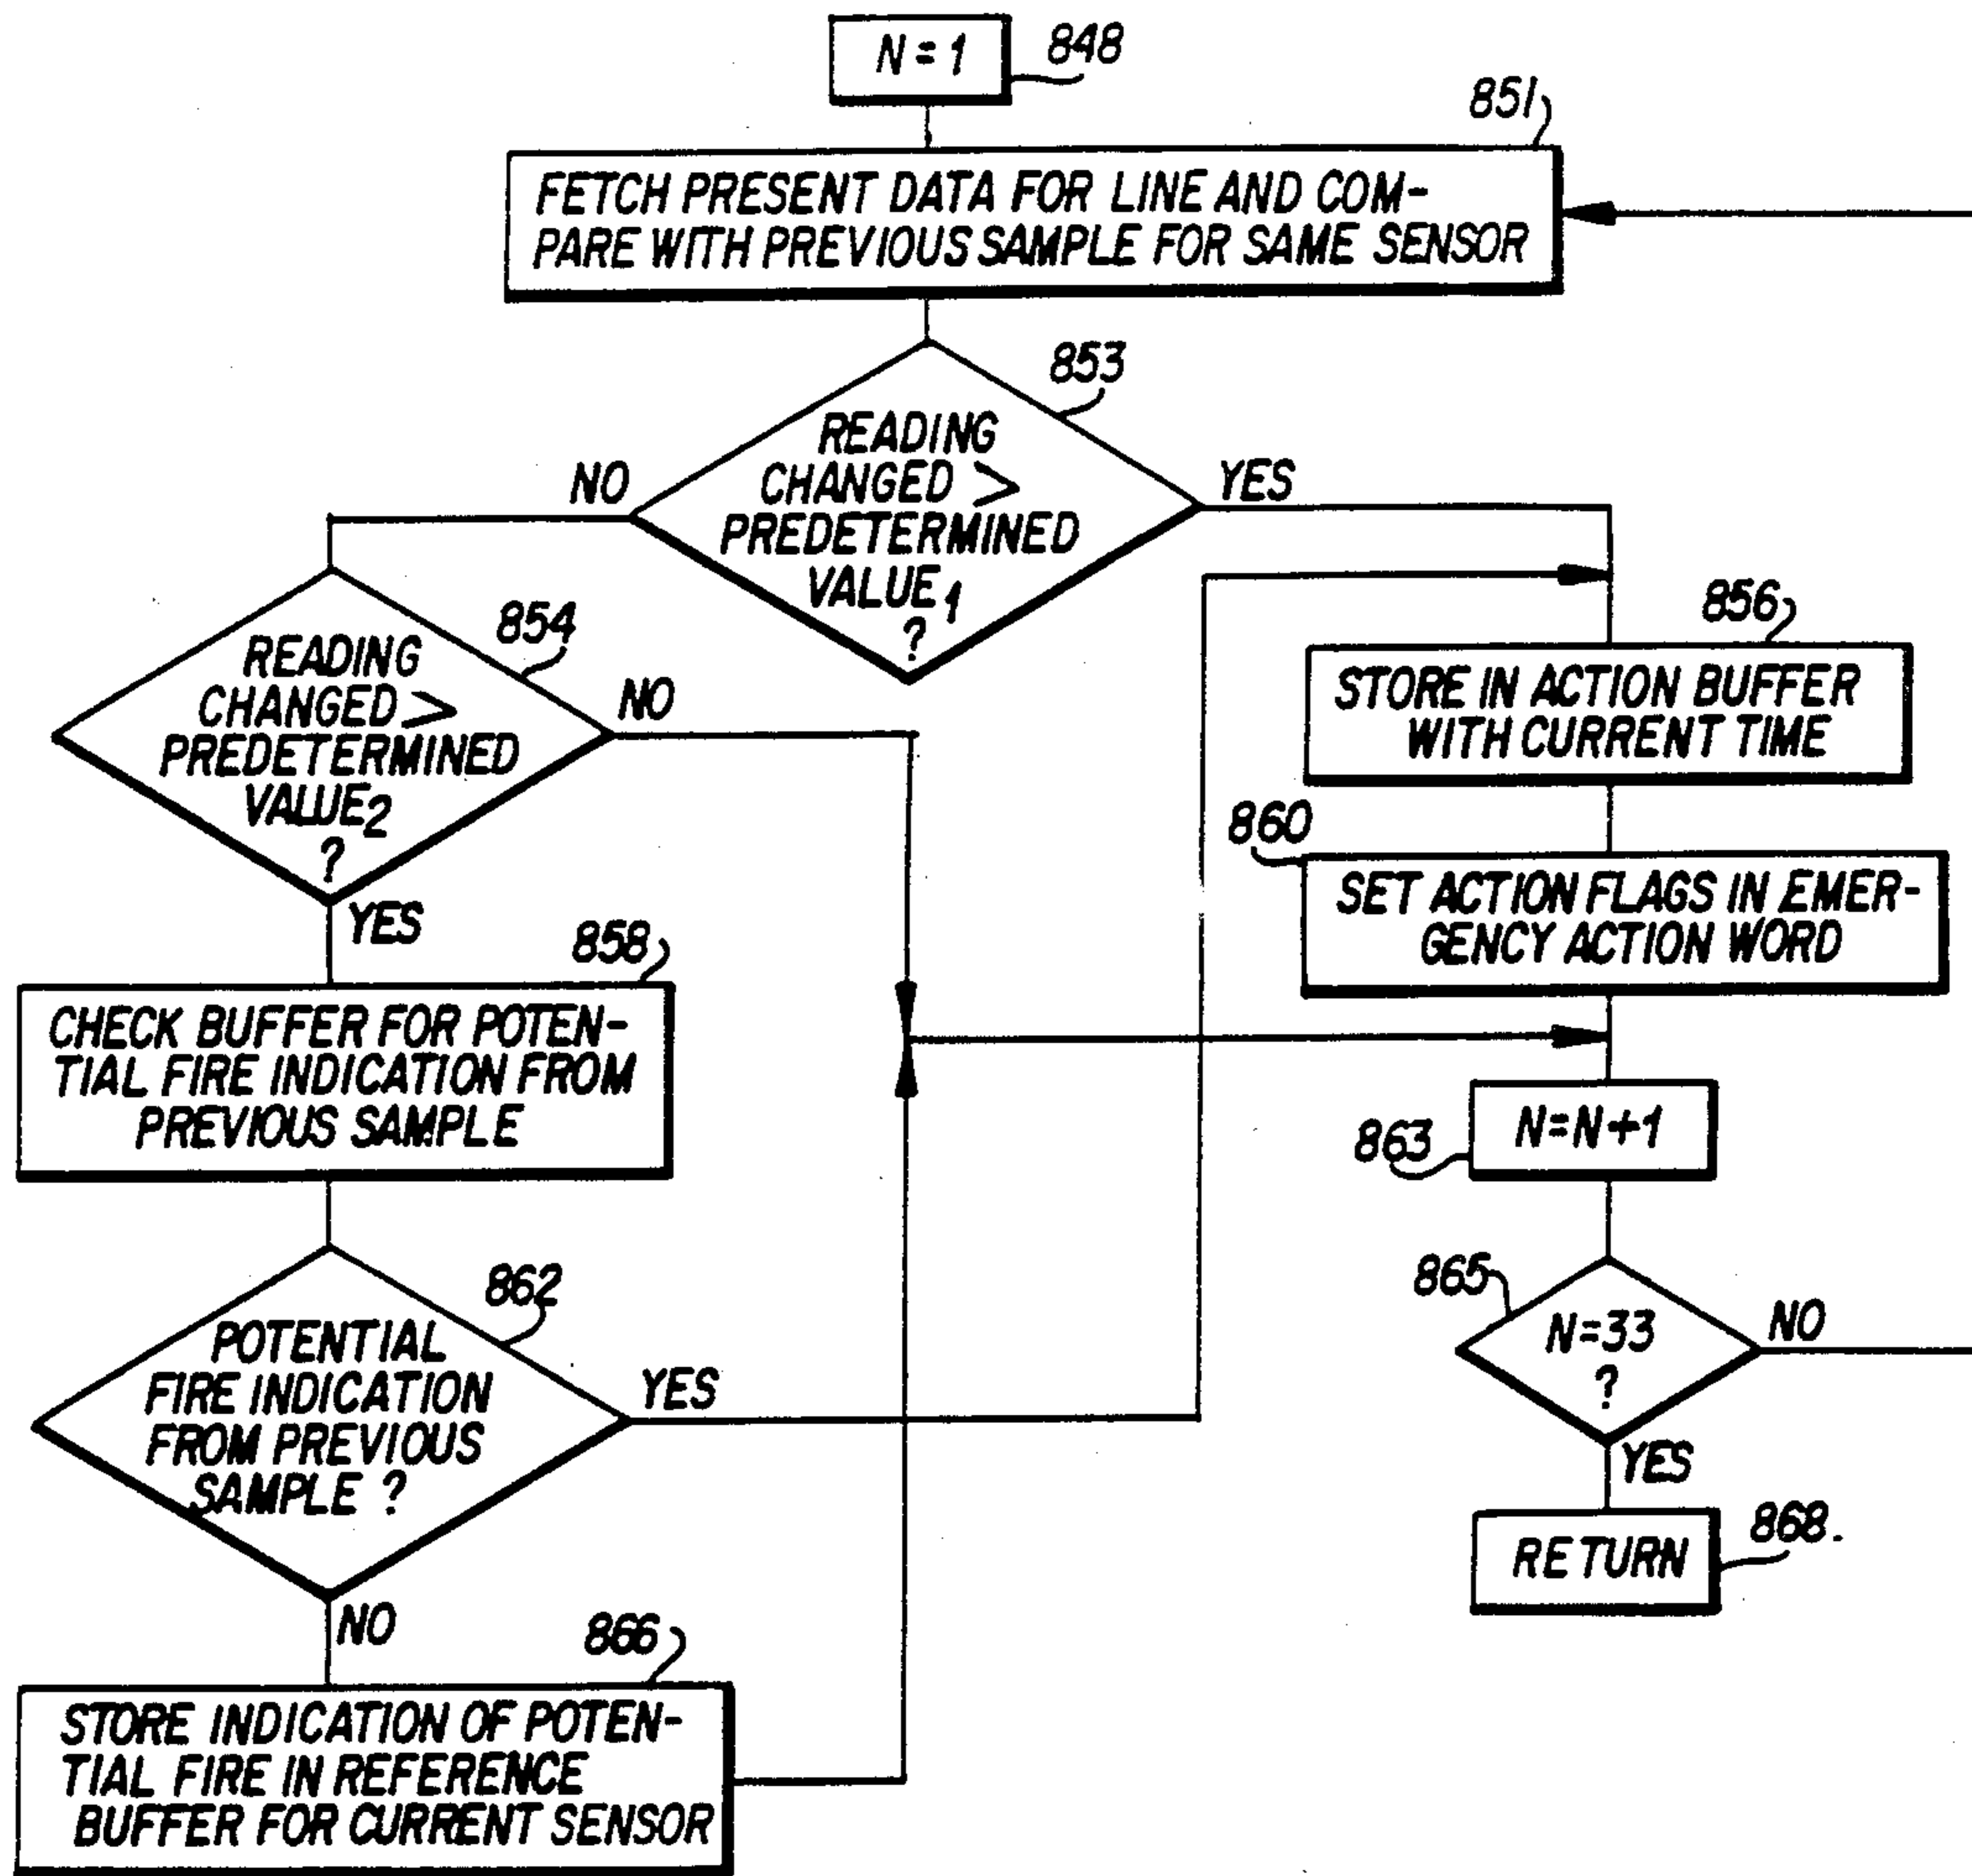 N=1
848
851
FETCH PRESENT DATA FOR LINE AND COM-
PARE WITH PREVIOUS SAMPLE FOR SAME SENSOR
853
READING
CHANGED >
PREDETERMINED
VALUE1
?
NO
YES
854
READING
CHANGED >
PREDETERMINED
VALUE2
?
NO
YES
856
STORE IN ACTION BUFFER
WITH CURRENT TIME
860
SET ACTION FLAGS IN EMER-
GENCY ACTION WORD
858
CHECK BUFFER FOR POTEN-
TIAL FIRE INDICATION FROM
PREVIOUS SAMPLE
863
N=N+1
862
POTENTIAL
FIRE INDICATION
FROM PREVIOUS
SAMPLE ?
YES
NO
865
N=33
?
NO
YES
RETURN
868.
866
STORE INDICATION OF POTEN-
TIAL FIRE IN REFERENCE
BUFFER FOR CURRENT SENSOR